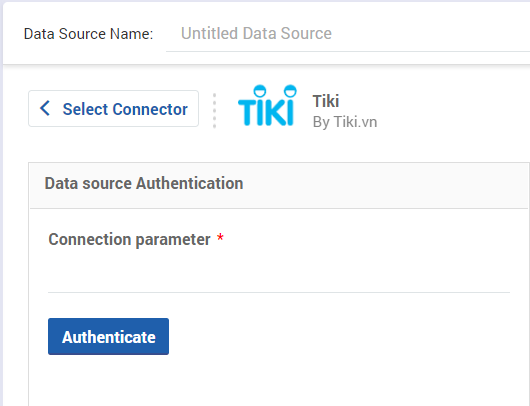 Data Source Name: Untitled Data Source
Select Connector
TIKI
Tiki
By Tiki.vn
Data source Authentication
Connection parameter *
Authenticate